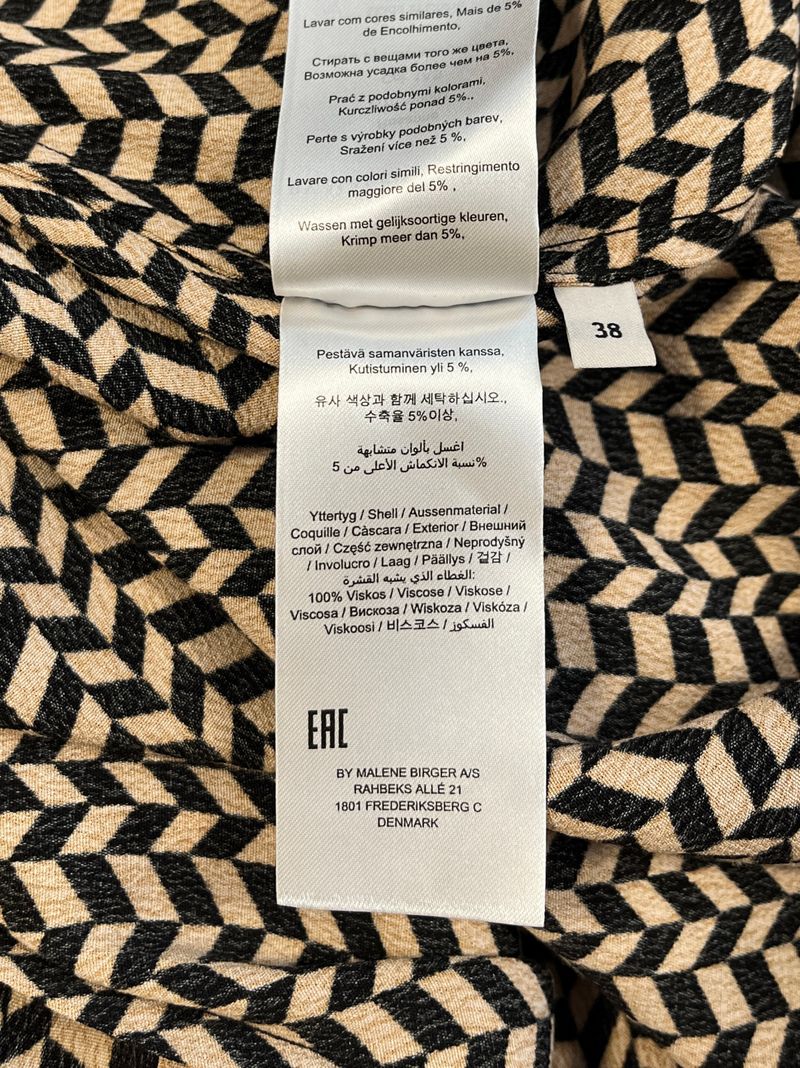 Lavar com cores similares, Mais de 5%
de Encolhimento,
Стирать с вещами того же цвета,
Возможна усадка более чем на 5%,
Prać z podobnymi kolorami,
Kurczliwość ponad 5%.,
Perte s výrobky podobných barev,
Sražení více než 5 %,
Lavare con colori simili, Restringimento
maggiore del 5% ,
Wassen met gelijksoortige kleuren,
Krimp meer dan 5%,
38
Pestävä samanväristen kanssa,
Kutistuminen yli 5 %,
유사 색상과 함께 세탁하십시오.,
수축율 5%이상,
اغسل بألوان متشابهة
%نسبة الانكماش الأعلى من 5
Yttertyg / Shell / Aussenmaterial /
Coquille / Càscara / Exterior / Внешний
слой / Część zewnętrzna / Neprodyšný
/ Involucro / Laag / Päällys / 겉감 /
الغطاء الذي يشبه القشرة:
100% Viskos / Viscose / Viskose /
Viscosa / Вискоза / Wiskoza / Viskóza /
Viskoosi / 비스코스 / الفسكوز
EAC
BY MALENE BIRGER A/S
RAHBEKS ALLÉ 21
1801 FREDERIKSBERG C
DENMARK